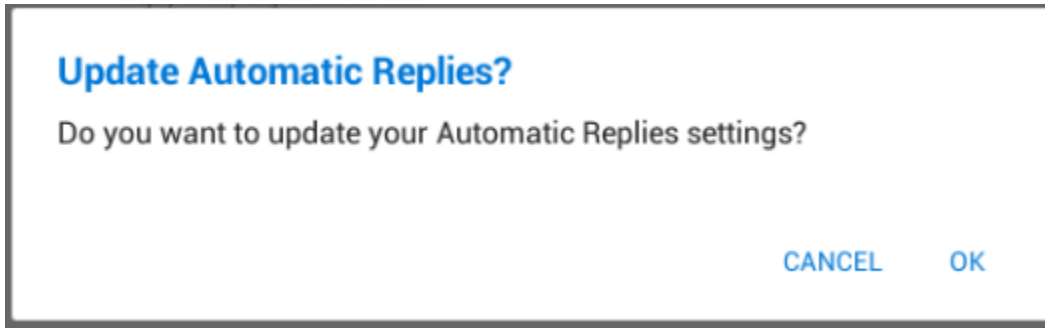 Update Automatic Replies?
Do you want to update your Automatic Replies settings?
CANCEL OK